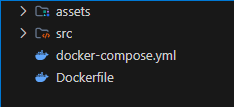 assets
src
docker-compose.yml
Dockerfile